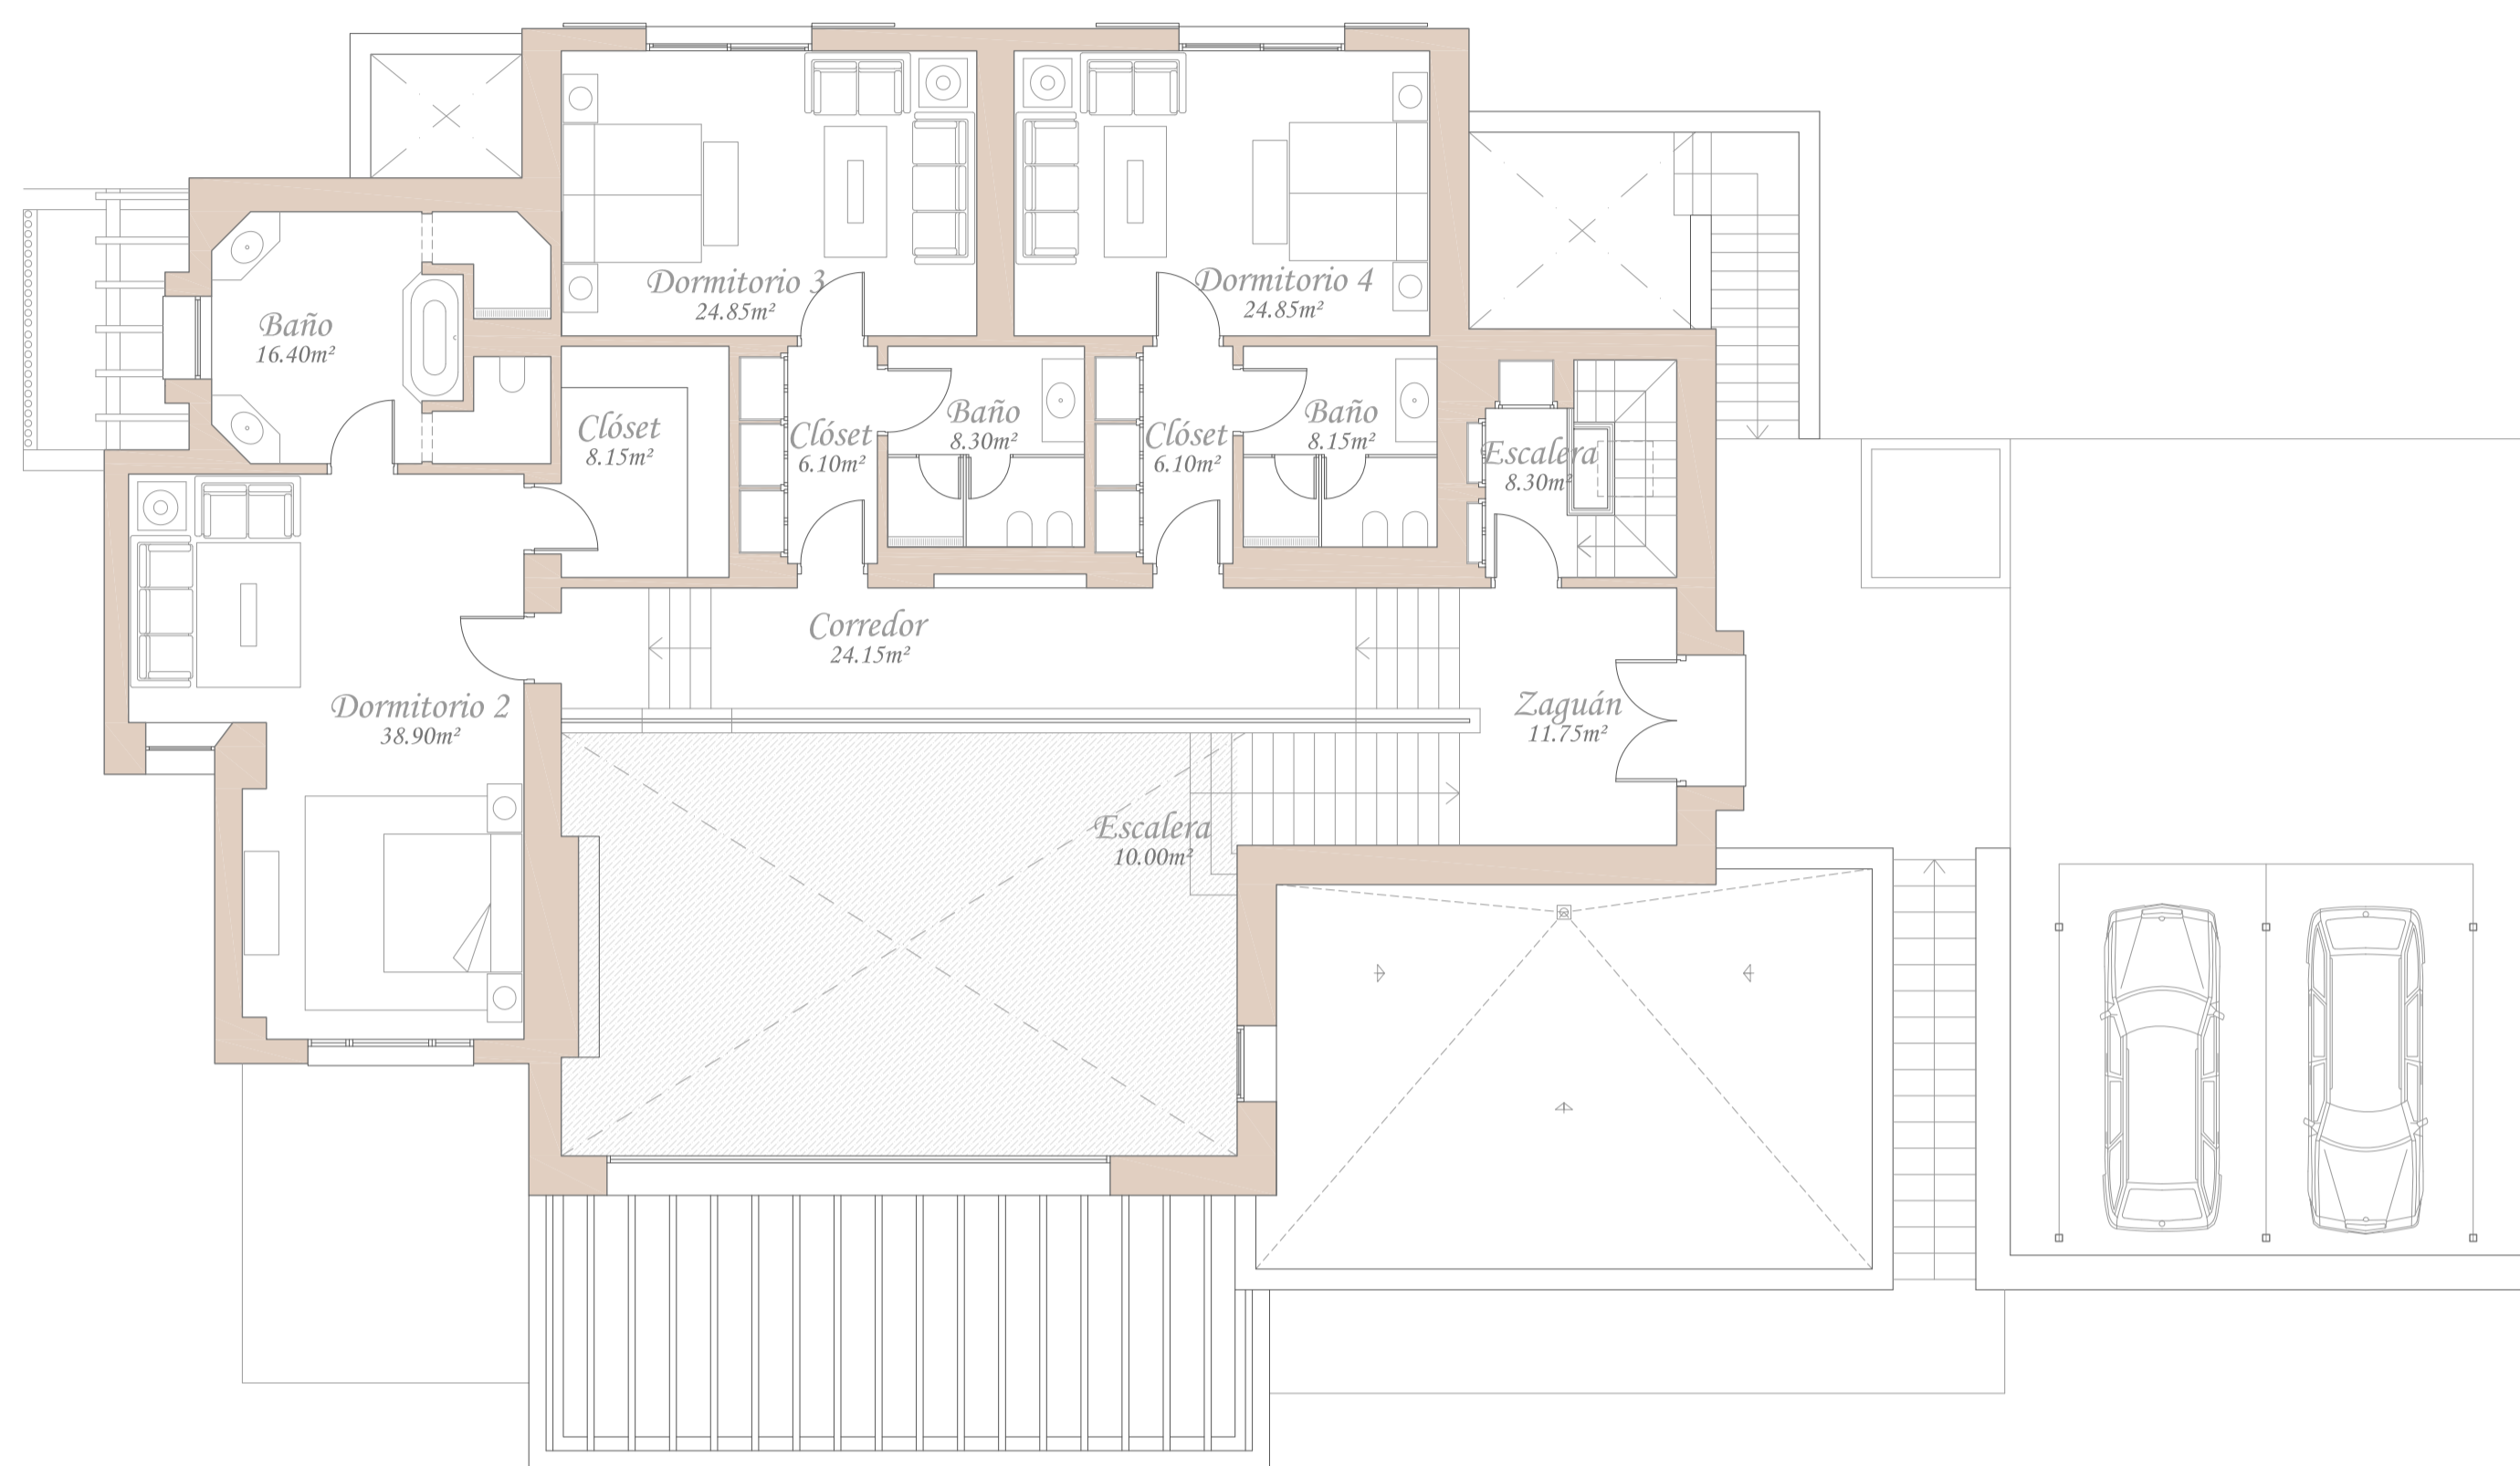 Dormitorio 3
24.85m²
Dormitorio 4
24.85m²
Baño
16.40m²
Clóset
8.15m²
Clóset
6.10m²
Baño
8.30m²
Clóset
6.10m²
Baño
8.15m²
Escalera
8.30m²
Corredor
24.15m²
Dormitorio 2
38.90m²
Zaguán
11.75m²
Escalera
10.00m²